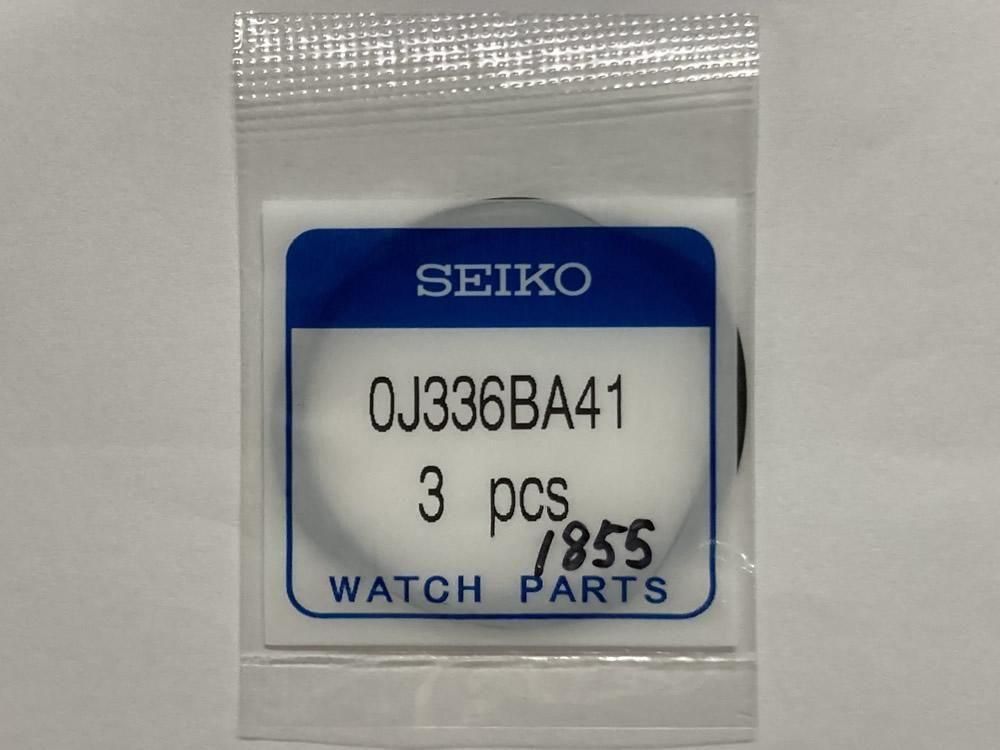 SEIKO
0J336BA41
3 pcs
1855
WATCH PARTS